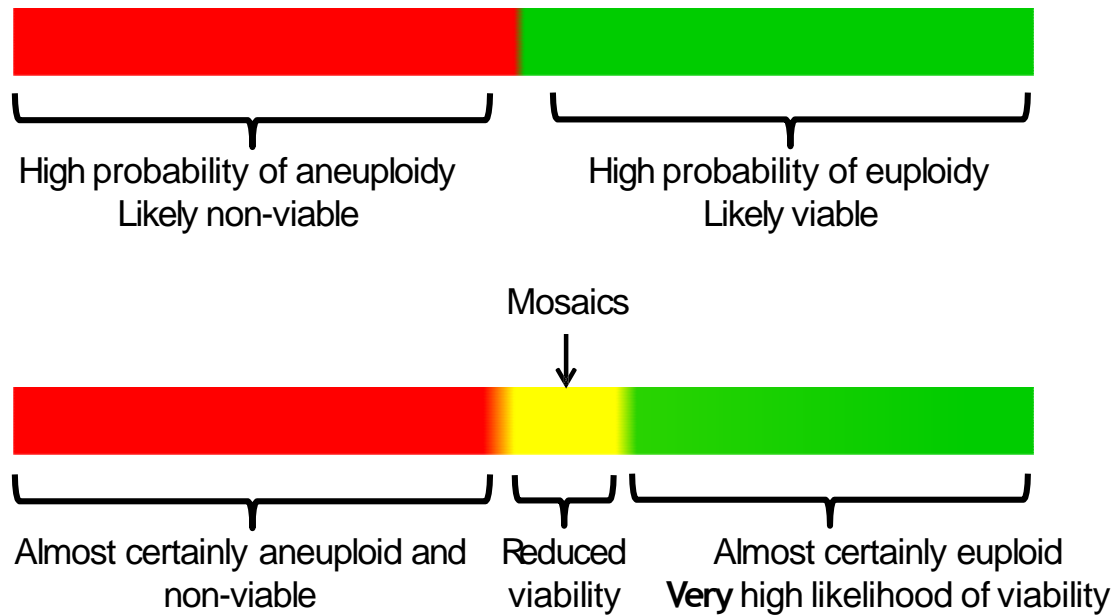 High probability of aneuploidy
Likely non-viable
High probability of euploidy
Likely viable
Mosaics
Almost certainly aneuploid and
non-viable
Reduced
viability
Almost certainly euploid
Very high likelihood of viability